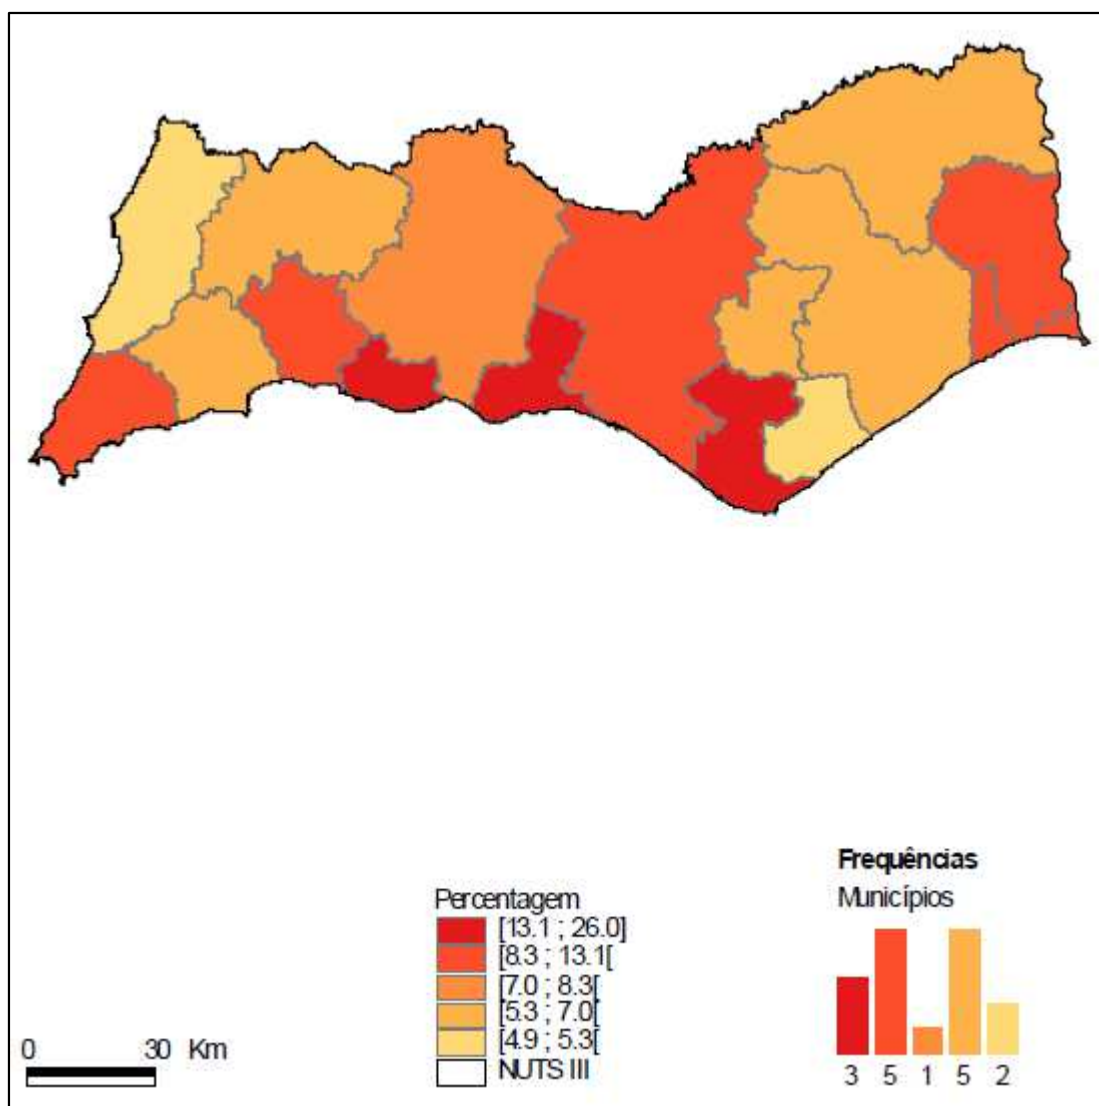 Frequências
Municípios
3 5 1 5 2
Percentagem
[13.1 ; 26.0]
[8.3 ; 13.1[
[7.0 ; 8.3[
[5.3 ; 7.0[
[4.9 ; 5.3[
NUTS III
0 30 Km